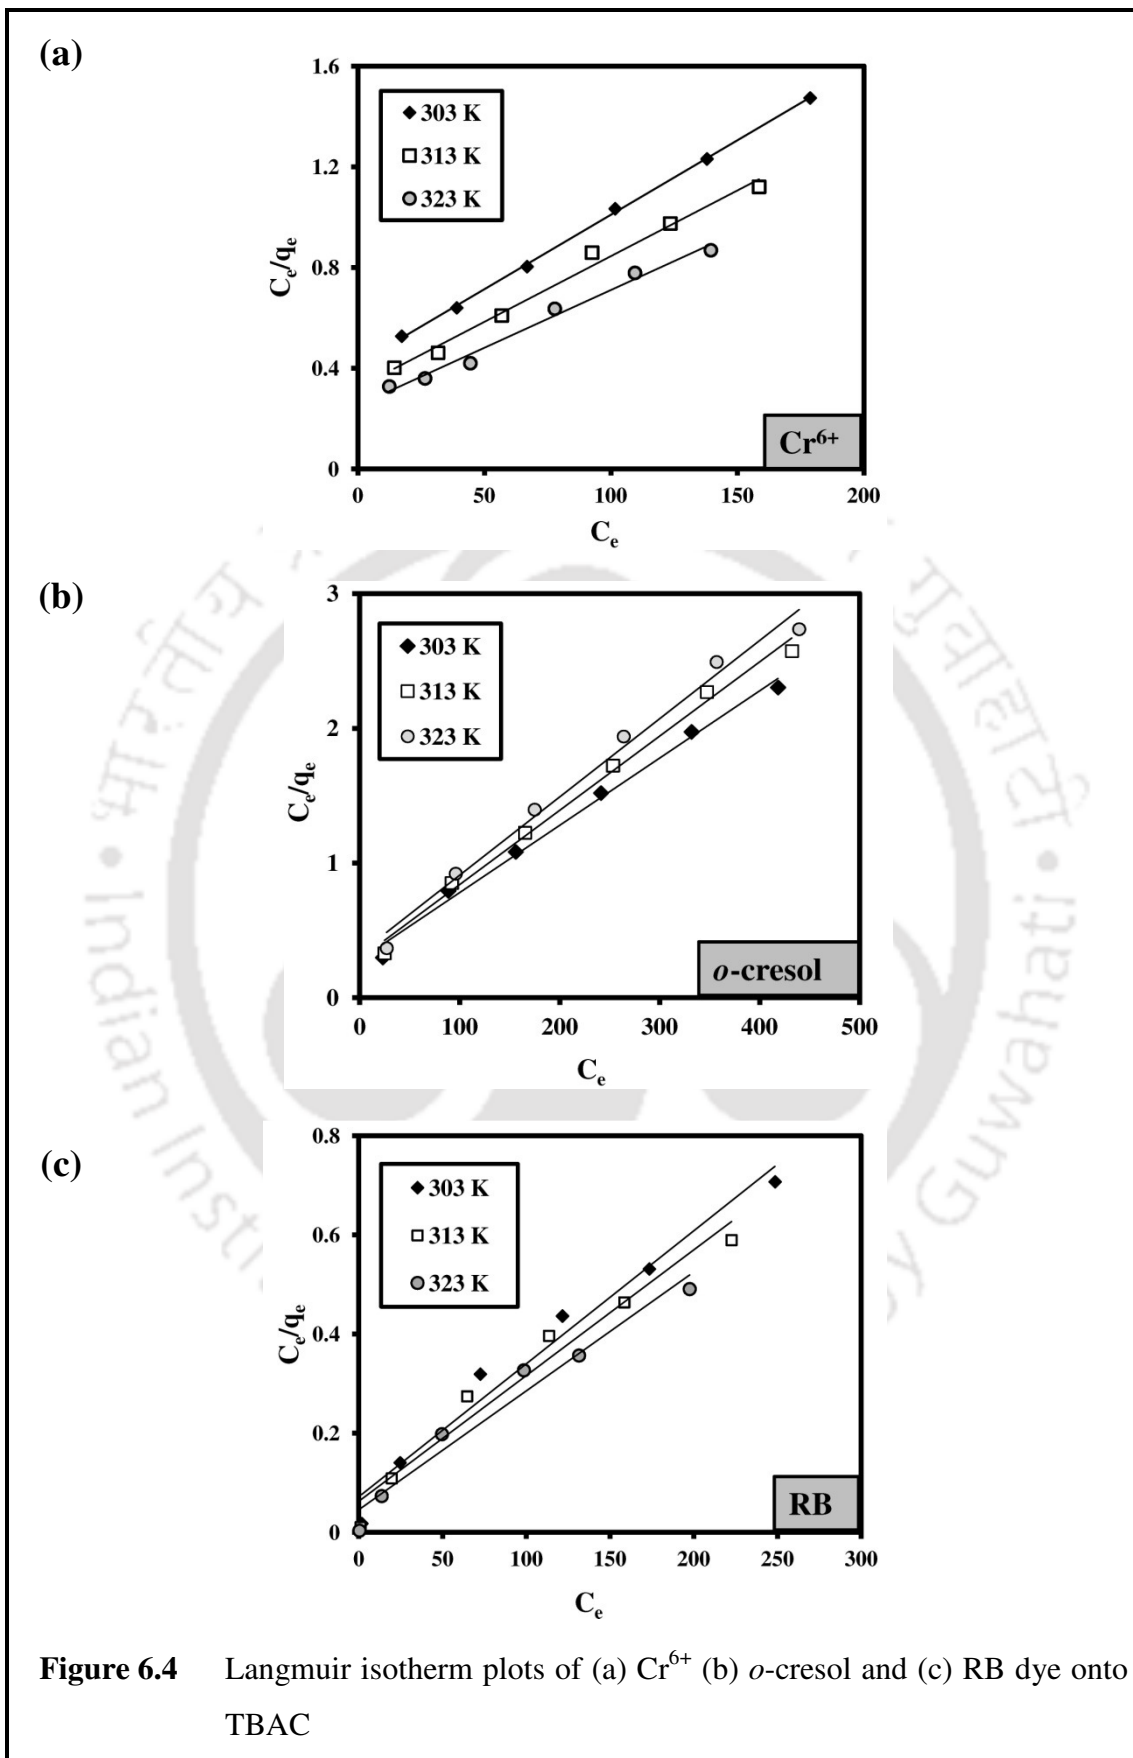 (a)
1.6
1.2
0.8
0.4
0
Ce/qe
303 K
313 K
323 K
Cr6+
0 50 100 150 200
Ce
(b)
3
2
1
0
Ce/qe
303 K
313 K
323 K
o-cresol
0 100 200 300 400 500
Ce
(c)
0.8
0.6
0.4
0.2
0
Ce/qe
303 K
313 K
323 K
RB
0 50 100 150 200 250 300
Ce
Figure 6.4 Langmuir isotherm plots of (a) Cr6+ (b) o-cresol and (c) RB dye onto
TBAC
Indian Insti
Guwahati